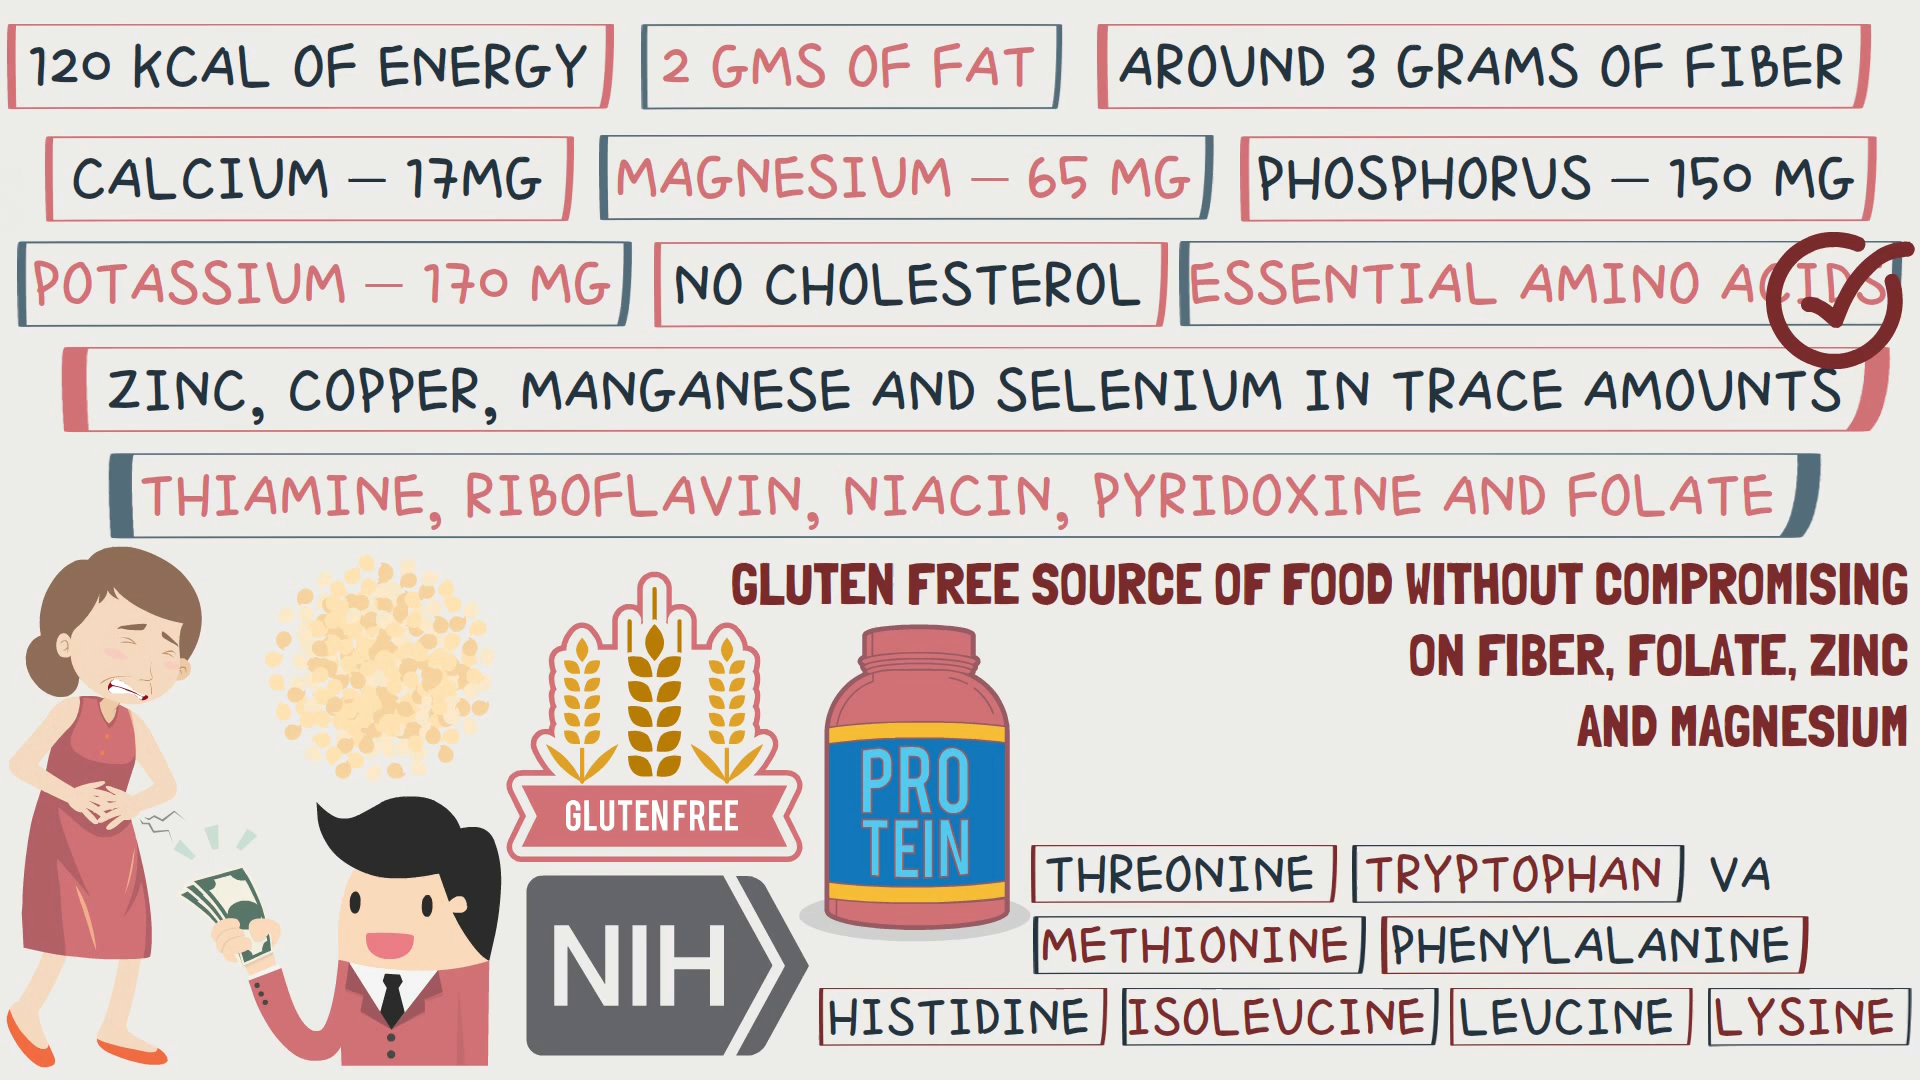 120 KCAL OF ENERGY 2 GMS OF FAT AROUND 3 GRAMS OF FIBER
CALCIUM – 17MG MAGNESIUM – 65 MG PHOSPHORUS – 150 MG
POTASSIUM – 170 MG NO CHOLESTEROL ESSENTIAL AMINO ACIDS
ZINC, COPPER, MANGANESE AND SELENIUM IN TRACE AMOUNTS
THIAMINE, RIBOFLAVIN, NIACIN, PYRIDOXINE AND FOLATE
GLUTEN FREE SOURCE OF FOOD WITHOUT COMPROMISING
ON FIBER, FOLATE, ZINC
AND MAGNESIUM
GLUTEN FREE
PRO
TEIN
NIH
THREONINE TRYPTOPHAN VA
METHIONINE PHENYLALANINE
HISTIDINE ISOLEUCINE LEUCINE LYSINE